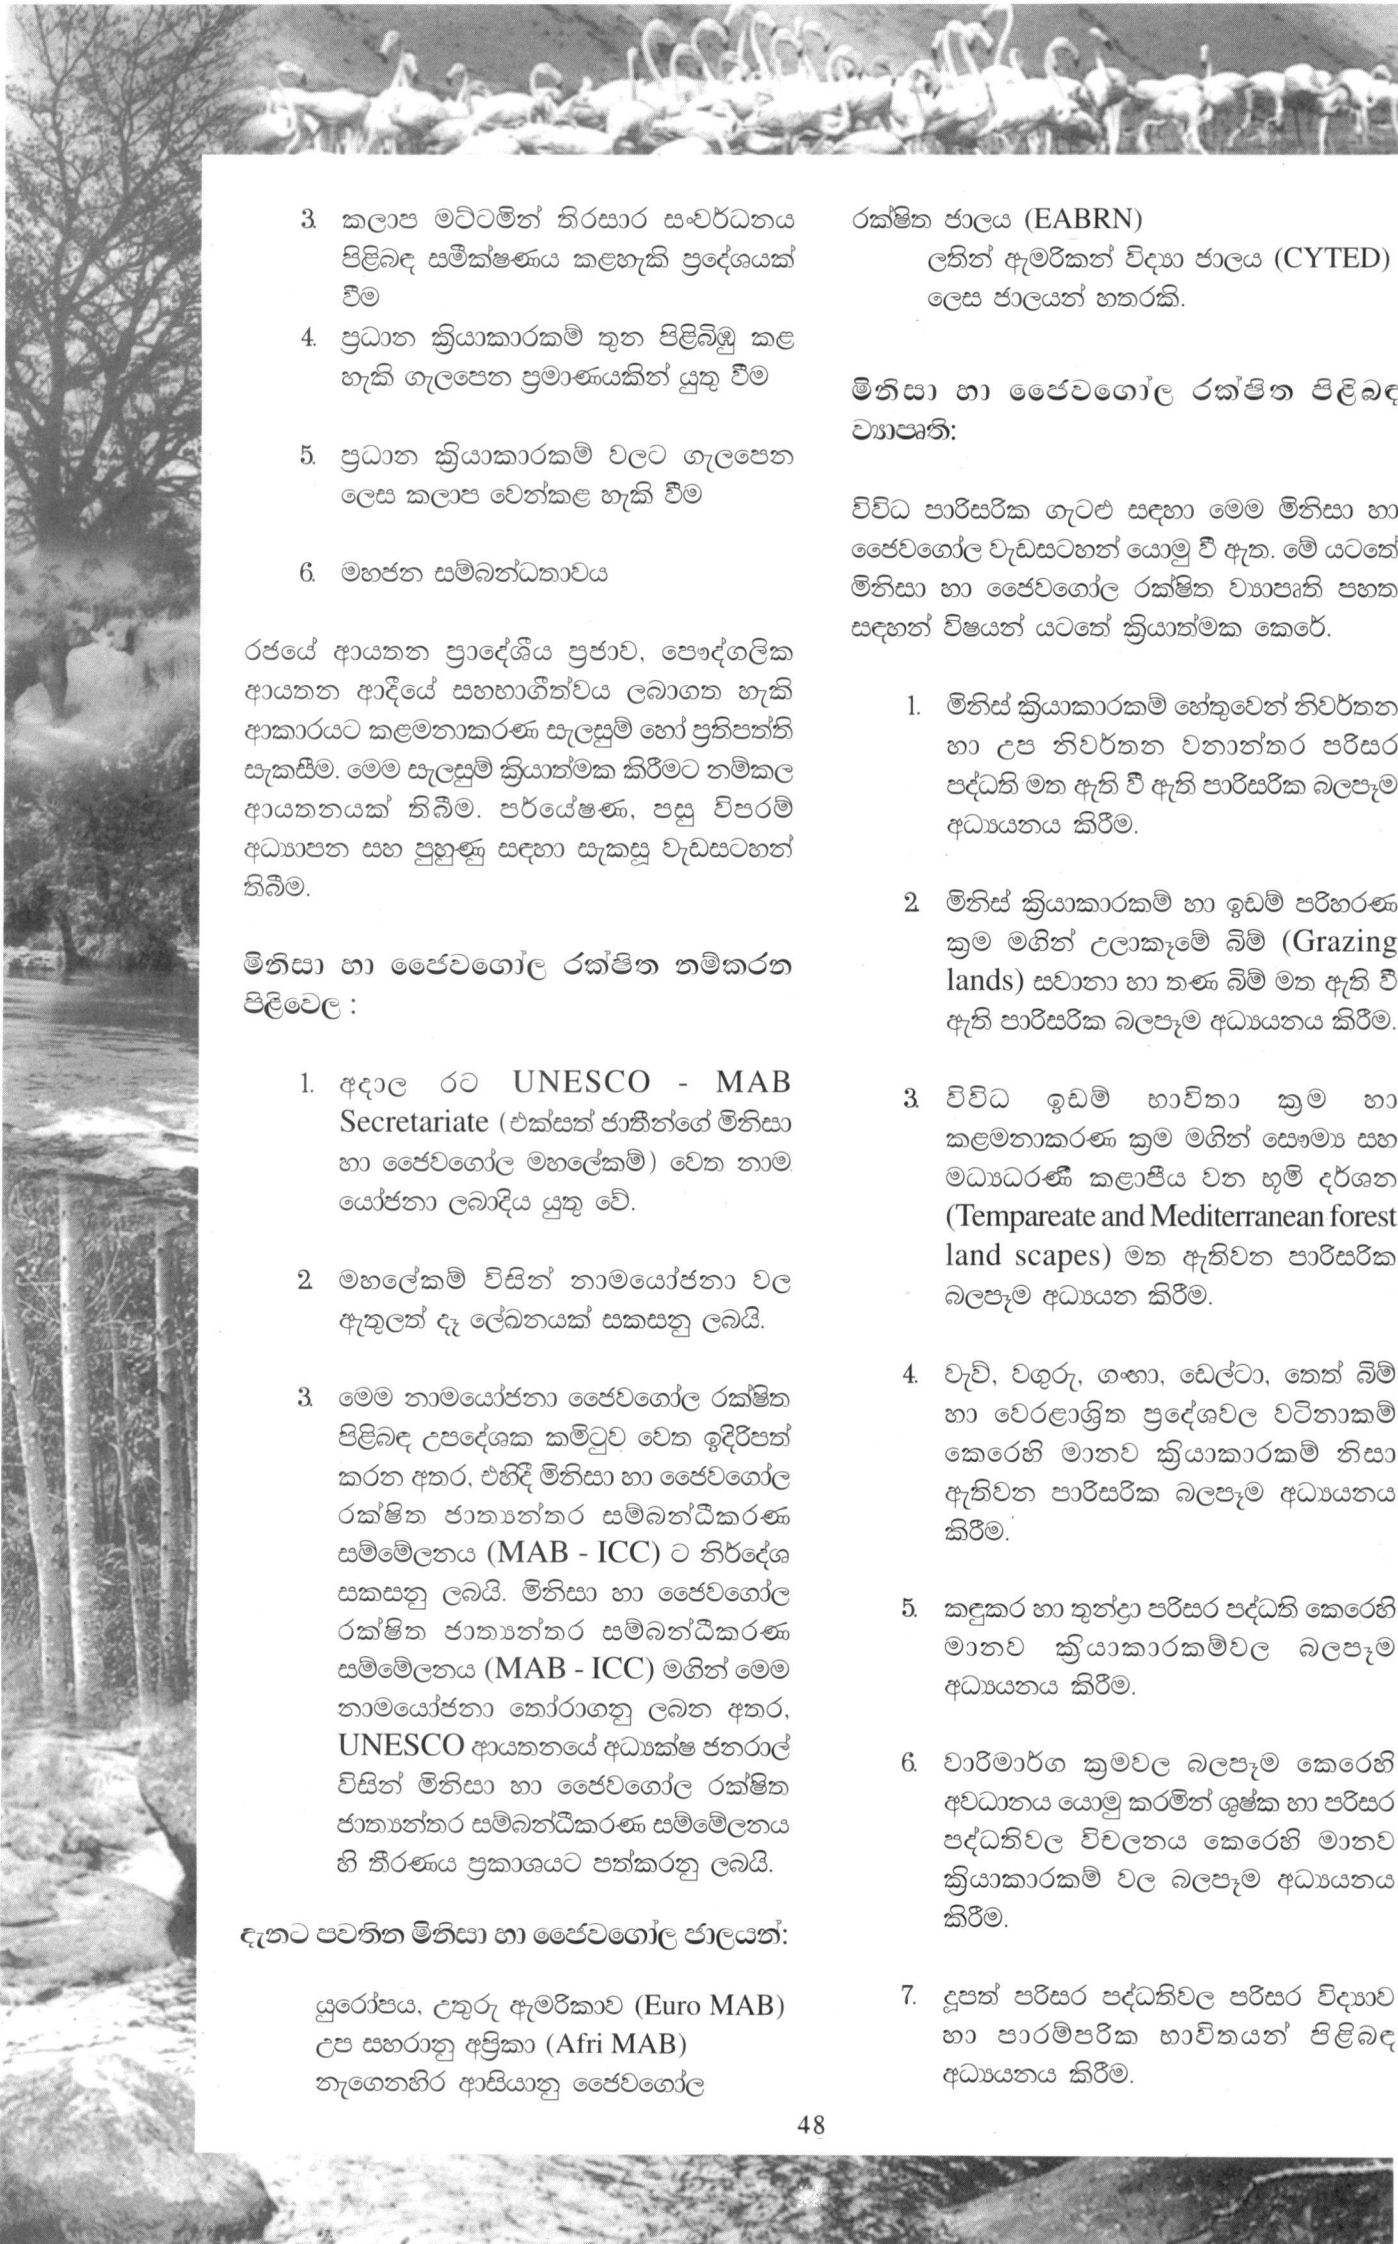 3. කලාප මට්ටමින් තිරසාර සංවර්ධනය
පිළිබඳ සමීක්ෂණය කළහැකි ප්‍රදේශයක්
වීම
4. ප්‍රධාන ක්‍රියාකාරකම් තුන පිළිබිඹු කළ
හැකි ගැලපෙන ප්‍රමාණයකින් යුතු වීම
5. ප්‍රධාන ක්‍රියාකාරකම් වලට ගැලපෙන
ලෙස කලාප වෙන්කළ හැකි වීම
6. මහජන සම්බන්ධතාවය
රජයේ ආයතන ප්‍රාදේශීය ප්‍රජාව, පෞද්ගලික
ආයතන ආදියේ සහභාගීත්වය ලබාගත හැකි
ආකාරයට කළමනාකරණ සැලසුම් හෝ ප්‍රතිපත්ති
සැකසීම. මෙම සැලසුම් ක්‍රියාත්මක කිරීමට නම්කල
ආයතනයක් තිබීම. පර්යේෂණ, පසු විපරම්
අධ්‍යාපන සහ පුහුණු සඳහා සැකසූ වැඩසටහන්
තිබීම.
මිනිසා හා ජෛවගෝල රක්ෂිත නම්කරන
පිළිවෙල :
1. අදාල රට UNESCO - MAB
Secretariate (එක්සත් ජාතීන්ගේ මිනිසා
හා ජෛවගෝල මහලේකම්) වෙත නාම
යෝජනා ලබාදිය යුතු වේ.
2. මහලේකම් විසින් නාමයෝජනා වල
ඇතුලත් දෑ ලේඛනයක් සකසනු ලබයි.
3. මෙම නාමයෝජනා ජෛවගෝල රක්ෂිත
පිළිබඳ උපදේශක කමිටුව වෙත ඉදිරිපත්
කරන අතර, එහිදී මිනිසා හා ජෛවගෝල
රක්ෂිත ජාත්‍යන්තර සම්බන්ධීකරණ
සම්මේලනය (MAB - ICC) ට නිර්දේශ
සකසනු ලබයි. මිනිසා හා ජෛවගෝල
රක්ෂිත ජාත්‍යන්තර සම්බන්ධීකරණ
සම්මේලනය (MAB - ICC) මගින් මෙම
නාමයෝජනා තෝරාගනු ලබන අතර,
UNESCO ආයතනයේ අධ්‍යක්ෂ ජනරාල්
විසින් මිනිසා හා ජෛවගෝල රක්ෂිත
ජාත්‍යන්තර සම්බන්ධීකරණ සම්මේලනය
හි තීරණය ප්‍රකාශයට පත්කරනු ලබයි.
දැනට පවතින මිනිසා හා ජෛවගෝල ජාලයන්:
යුරෝපය, උතුරු ඇමරිකාව (Euro MAB)
උප සහරානු අප්‍රිකා (Afri MAB)
නැගෙනහිර ආසියානු ජෛවගෝල
රක්ෂිත ජාලය (EABRN)
ලතින් ඇමරිකන් විද්‍යා ජාලය (CYTED)
ලෙස ජාලයන් හතරකි.
මිනිසා හා ජෛවගෝල රක්ෂිත පිළිබඳ
ව්‍යාපෘති:
විවිධ පාරිසරික ගැටළු සඳහා මෙම මිනිසා හා
ජෛවගෝල වැඩසටහන් යොමු වී ඇත. මේ යටතේ
මිනිසා හා ජෛවගෝල රක්ෂිත ව්‍යාපෘති පහත
සඳහන් විෂයන් යටතේ ක්‍රියාත්මක කෙරේ.
1. මිනිස් ක්‍රියාකාරකම් හේතුවෙන් නිවර්තන
හා උප නිවර්තන වනාන්තර පරිසර
පද්ධති මත ඇති වී ඇති පාරිසරික බලපෑම
අධ්‍යයනය කිරීම.
2. මිනිස් ක්‍රියාකාරකම් හා ඉඩම් පරිහරණ
ක්‍රම මගින් උලාකෑමේ බිම් (Grazing
lands) සවානා හා තණ බිම් මත ඇති වී
ඇති පාරිසරික බලපෑම අධ්‍යයනය කිරීම.
3. විවිධ ඉඩම් භාවිතා ක්‍රම හා
කළමනාකරණ ක්‍රම මගින් සෞම්‍ය සහ
මධ්‍යධරණී කළාපීය වන භූමි දර්ශන
(Tempareate and Mediterranean forest
land scapes) මත ඇතිවන පාරිසරික
බලපෑම අධ්‍යයන කිරීම.
4. වැව්, වගුරු, ගංඟා, ඩෙල්ටා, තෙත් බිම්
හා වෙරළාශ්‍රිත ප්‍රදේශවල වටිනාකම්
කෙරෙහි මානව ක්‍රියාකාරකම් නිසා
ඇතිවන පාරිසරික බලපෑම අධ්‍යයනය
කිරීම.
5. කඳුකර හා තුන්ද්‍රා පරිසර පද්ධති කෙරෙහි
මානව ක්‍රියාකාරකම්වල බලපෑම
අධ්‍යයනය කිරීම.
6. වාරිමාර්ග ක්‍රමවල බලපෑම කෙරෙහි
අවධානය යොමු කරමින් ශුෂ්ක හා පරිසර
පද්ධතිවල විචලනය කෙරෙහි මානව
ක්‍රියාකාරකම් වල බලපෑම අධ්‍යයනය
කිරීම.
7. දූපත් පරිසර පද්ධතිවල පරිසර විද්‍යාව
හා පාරම්පරික භාවිතයන් පිළිබඳ
අධ්‍යයනය කිරීම.
48